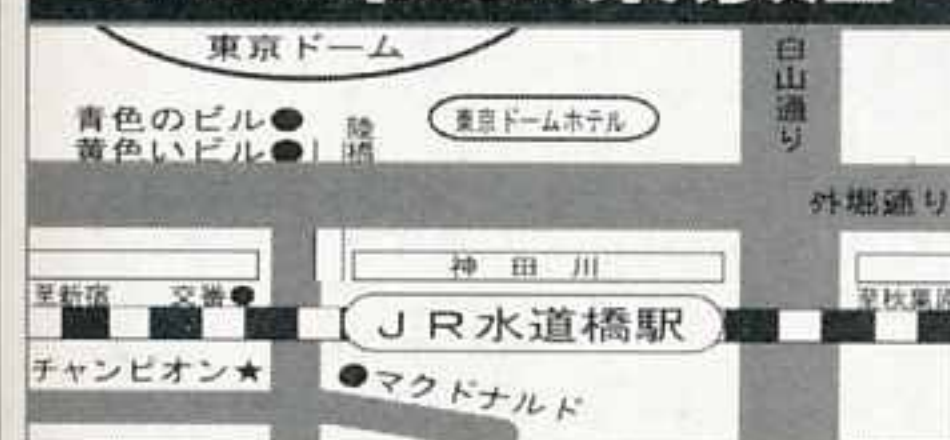 東京ドーム
白山通り
青色のビル
黄色いビル
陸橋
東京ドームホテル
外堀通り
神田川
至新宿
交番
至秋葉原
JR水道橋駅
チャンピオン★
マクドナルド